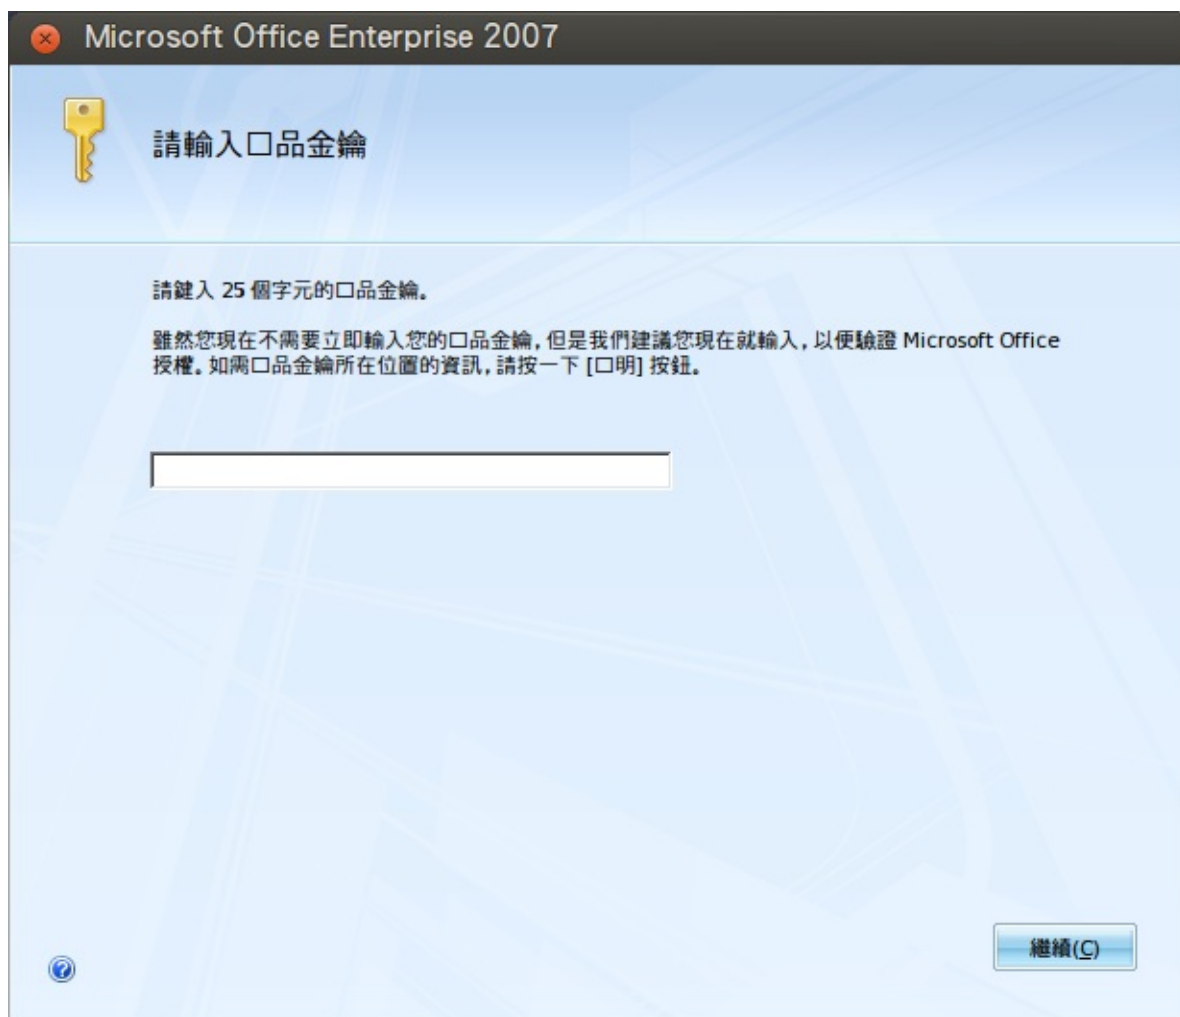 Microsoft Office Enterprise 2007
請輸入□品金鑰
請鍵入 25 個字元的□品金鑰。
雖然您現在不需要立即輸入您的□品金鑰，但是我們建議您現在就輸入，以便驗證 Microsoft Office
授權。如需□品金鑰所在位置的資訊，請按一下 [□明] 按鈕。
繼續(C)